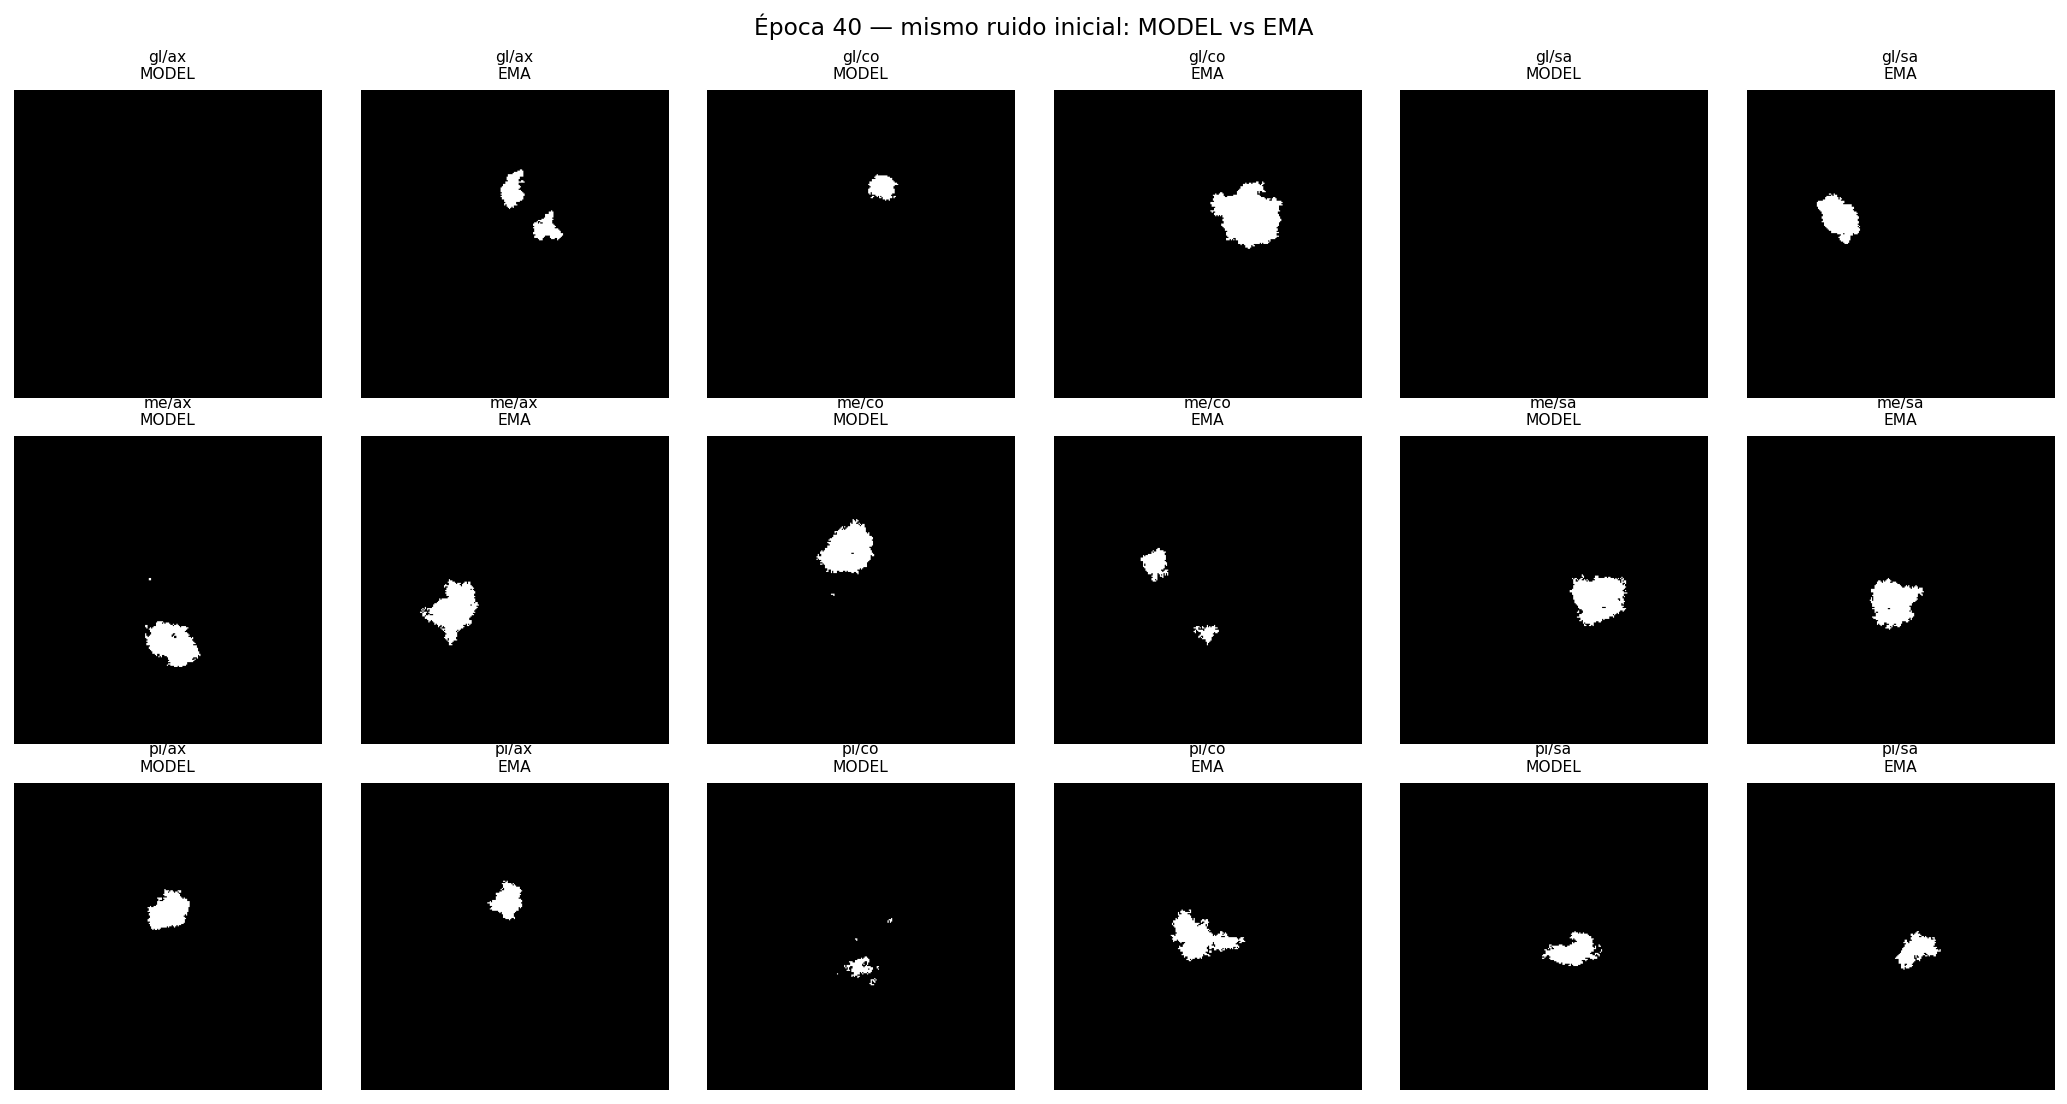 Época 40 — mismo ruido inicial: MODEL vs EMA
gl/ax
MODEL
gl/ax
EMA
gl/co
MODEL
gl/co
EMA
gl/sa
MODEL
gl/sa
EMA
me/ax
MODEL
me/ax
EMA
me/co
MODEL
me/co
EMA
me/sa
MODEL
me/sa
EMA
pi/ax
MODEL
pi/ax
EMA
pi/co
MODEL
pi/co
EMA
pi/sa
MODEL
pi/sa
EMA